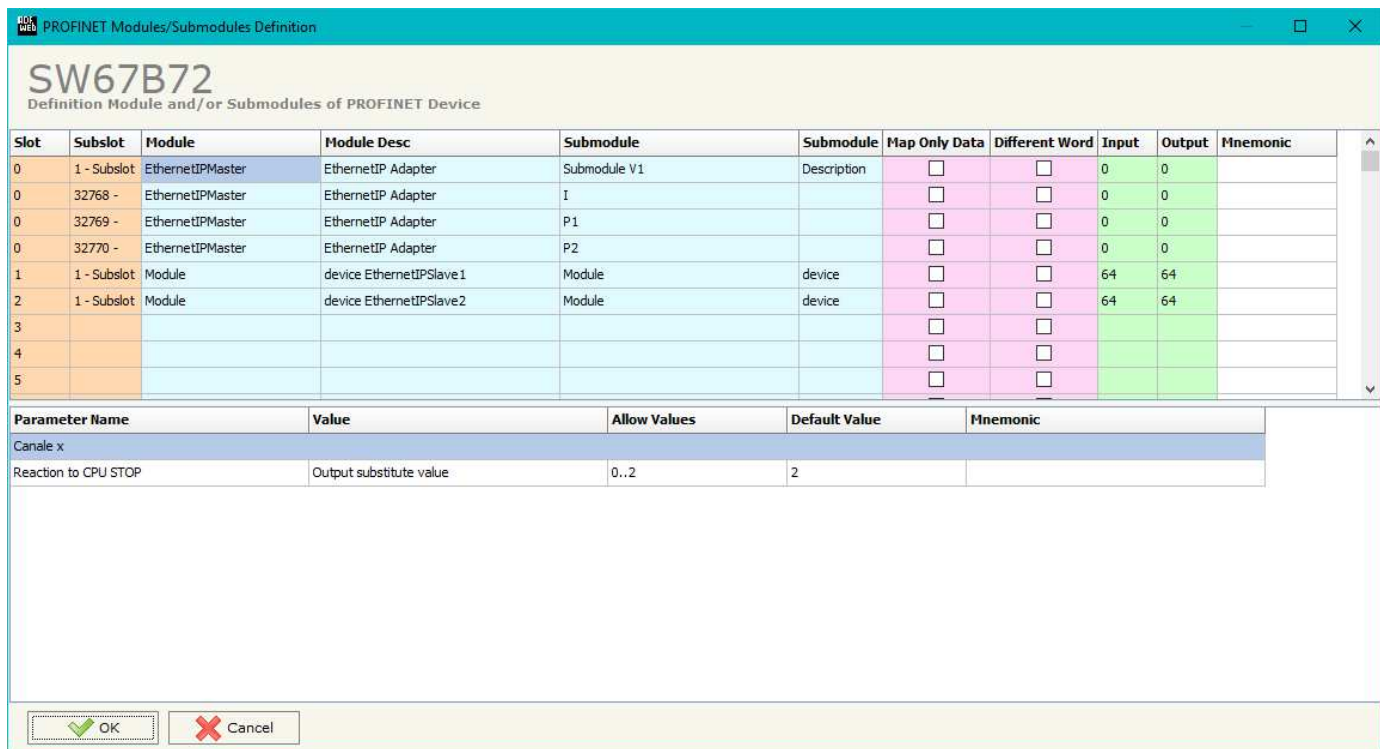 ADF WEB PROFINET Modules/Submodules Definition
SW67B72
Definition Module and/or Submodules of PROFINET Device
Slot Subslot Module Module Desc Submodule Submodule Map Only Data Different Word Input Output Mnemonic
0 1 - Subslot EthernetIPMaster EthernetIP Adapter Submodule V1 Description 0 0
0 32768 - EthernetIPMaster EthernetIP Adapter I 0 0
0 32769 - EthernetIPMaster EthernetIP Adapter P1 0 0
0 32770 - EthernetIPMaster EthernetIP Adapter P2 0 0
1 1 - Subslot Module device EthernetIPSlave1 Module device 64 64
2 1 - Subslot Module device EthernetIPSlave2 Module device 64 64
3
4
5
Parameter Name Value Allow Values Default Value Mnemonic
Canale x
Reaction to CPU STOP Output substitute value 0..2 2
OK Cancel